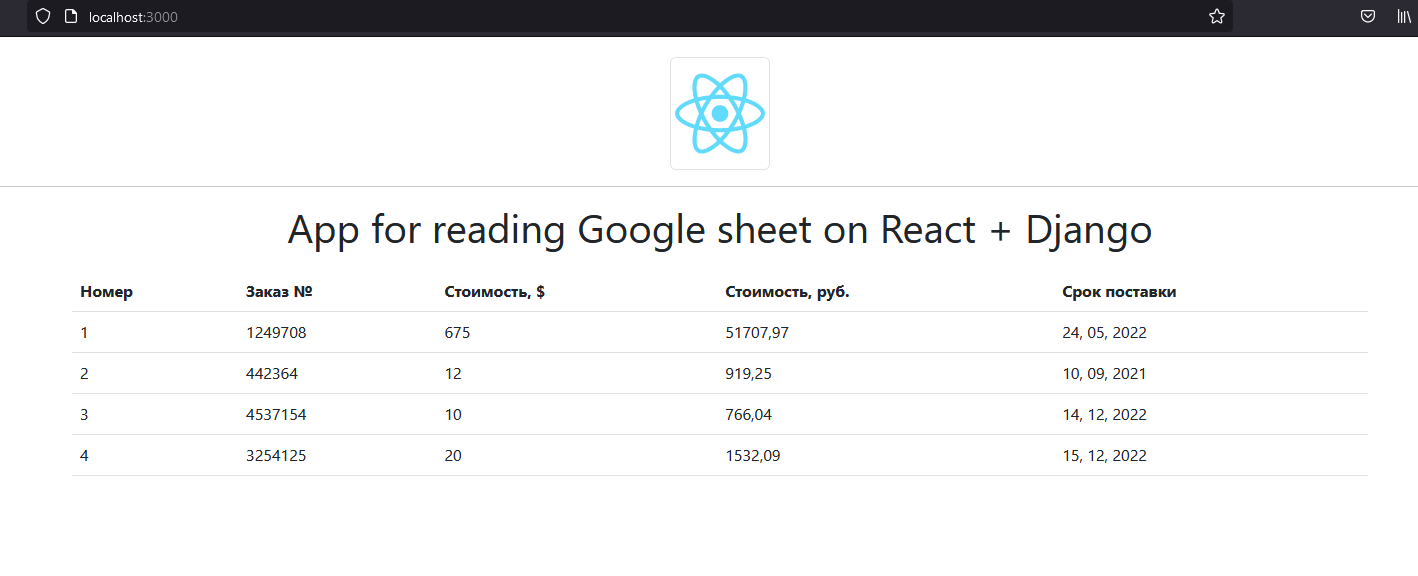 localhost:3000
App for reading Google sheet on React + Django
Номер Заказ № Стоимость, $ Стоимость, руб. Срок поставки
1 1249708 675 51707,97 24, 05, 2022
2 442364 12 919,25 10, 09, 2021
3 4537154 10 766,04 14, 12, 2022
4 3254125 20 1532,09 15, 12, 2022